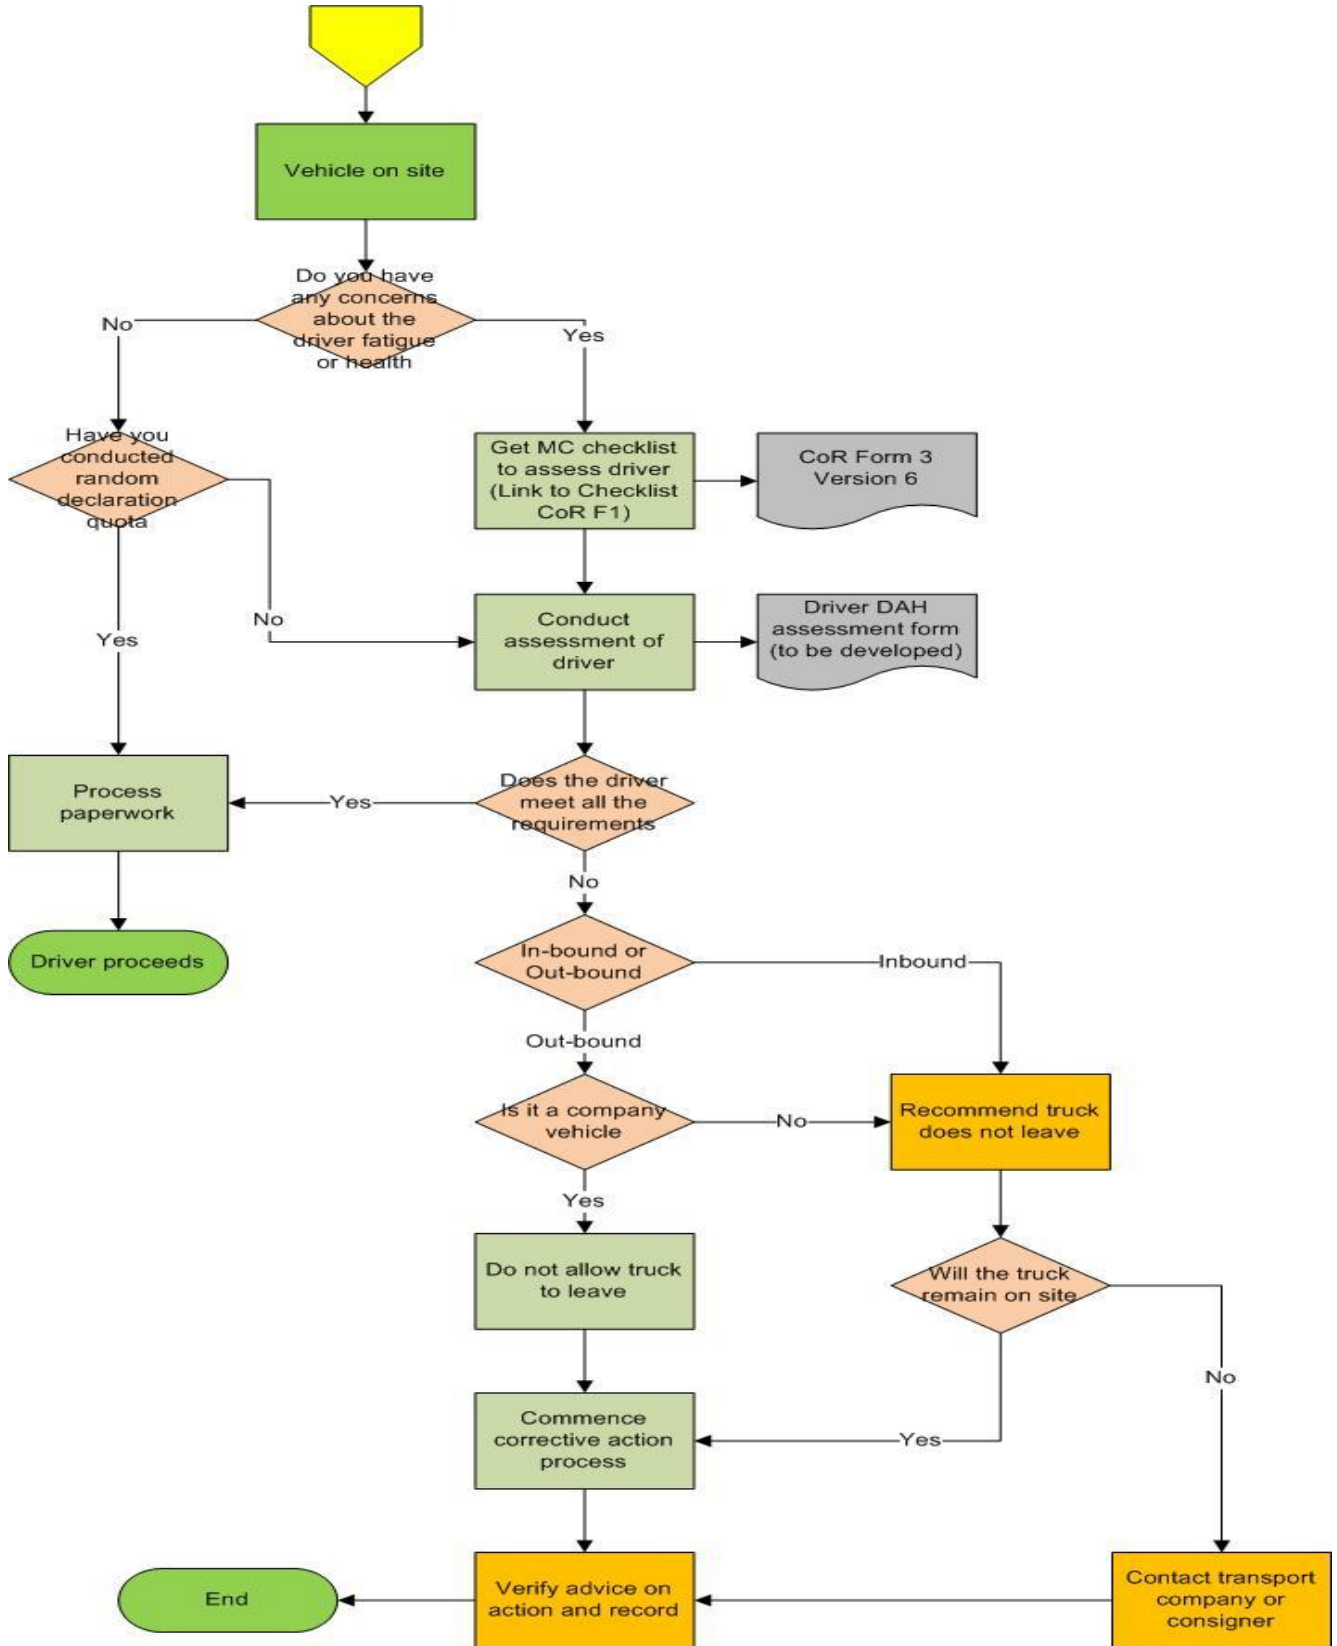 Vehicle on site
Do you have
any concerns
about the
driver fatigue
or health
No
Yes
Have you
conducted
random
declaration
quota
Get MC checklist
to assess driver
(Link to Checklist
CoR F1)
CoR Form 3
Version 6
No
Yes
Conduct
assessment of
driver
Driver DAH
assessment form
(to be developed)
Process
paperwork
Yes
Does the driver
meet all the
requirements
No
Driver proceeds
In-bound or
Out-bound
Inbound
Out-bound
Is it a company
vehicle
No
Recommend truck
does not leave
Yes
Do not allow truck
to leave
Will the truck
remain on site
No
Commence
corrective action
process
Yes
End
Verify advice on
action and record
Contact transport
company or
consigner